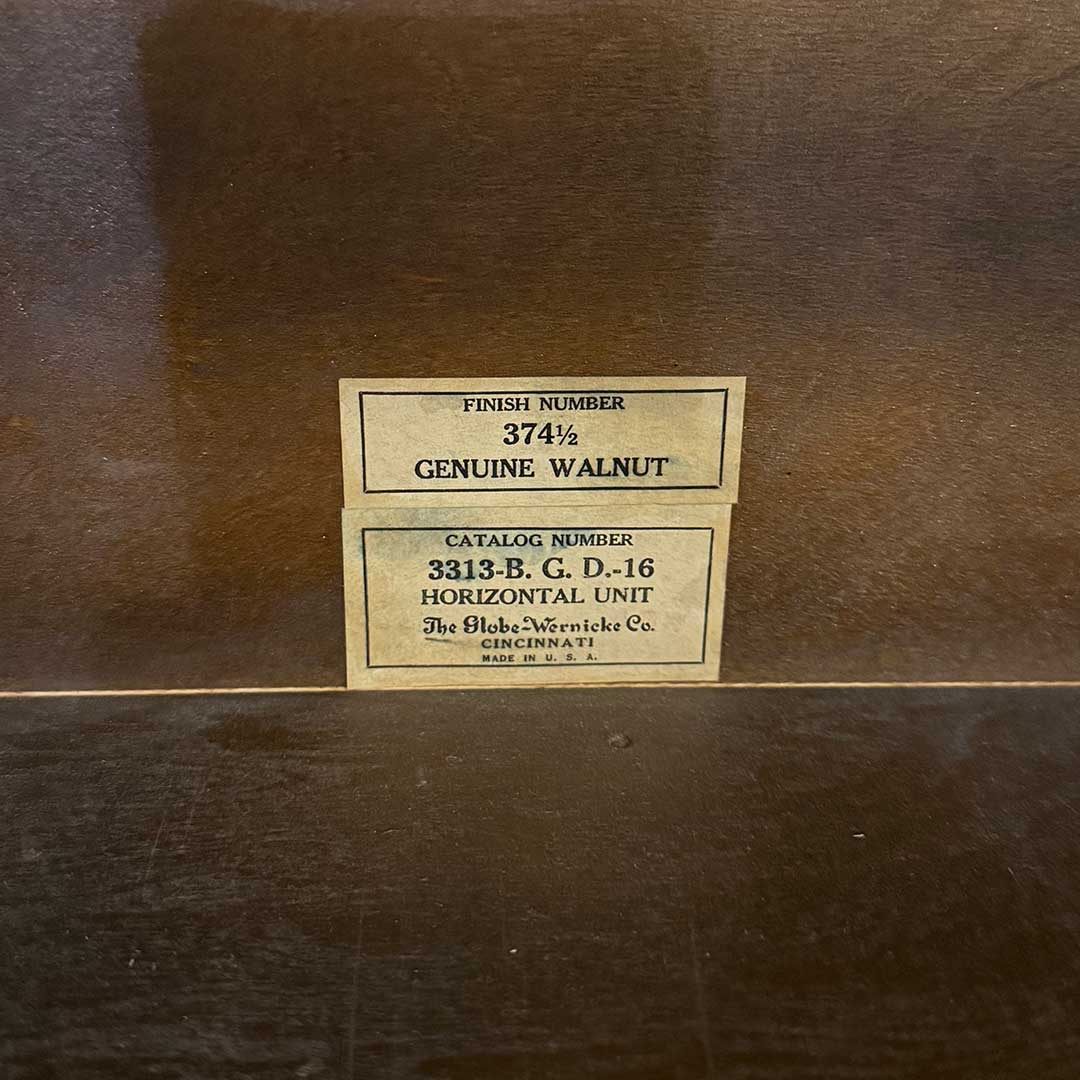 FINISH NUMBER
374½
GENUINE WALNUT
CATALOG NUMBER
3313-B. G. D.-16
HORIZONTAL UNIT
The Globe-Wernicke Co.
CINCINNATI
MADE IN U. S. A.